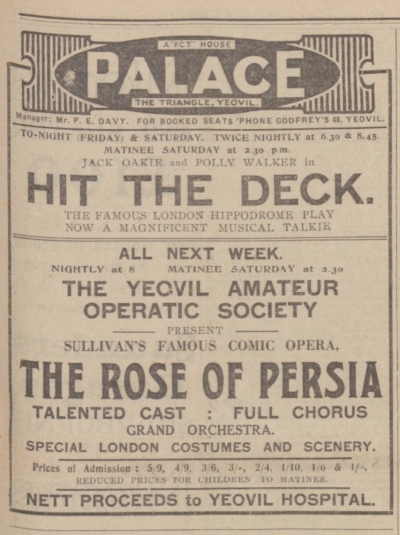 A P.C.T. HOUSE
PALACE
THE TRIANGLE, YEOVIL.
Manager: Mr. P. E. DAVY. FOR BOOKED SEATS 'PHONE GODFREY'S 48, YEOVIL.
TO-NIGHT (FRIDAY) & SATURDAY. TWICE NIGHTLY at 6.30 & 8.45
MATINEE SATURDAY at 2.30 p.m.
JACK OAKIE and POLLY WALKER in
HIT THE DECK.
THE FAMOUS LONDON HIPPODROME PLAY
NOW A MAGNIFICENT MUSICAL TALKIE
ALL NEXT WEEK.
NIGHTLY at 8 MATINEE SATURDAY at 2.30
THE YEOVIL AMATEUR
OPERATIC SOCIETY
PRESENT
SULLIVAN'S FAMOUS COMIC OPERA,
THE ROSE OF PERSIA
TALENTED CAST : FULL CHORUS
GRAND ORCHESTRA.
SPECIAL LONDON COSTUMES AND SCENERY.
Prices of Admission : 5/9, 4/9, 3/6, 3/-, 2/4, 1/10, 1/6 & 1/-.
REDUCED PRICES FOR CHILDREN TO MATINEE.
NETT PROCEEDS to YEOVIL HOSPITAL.